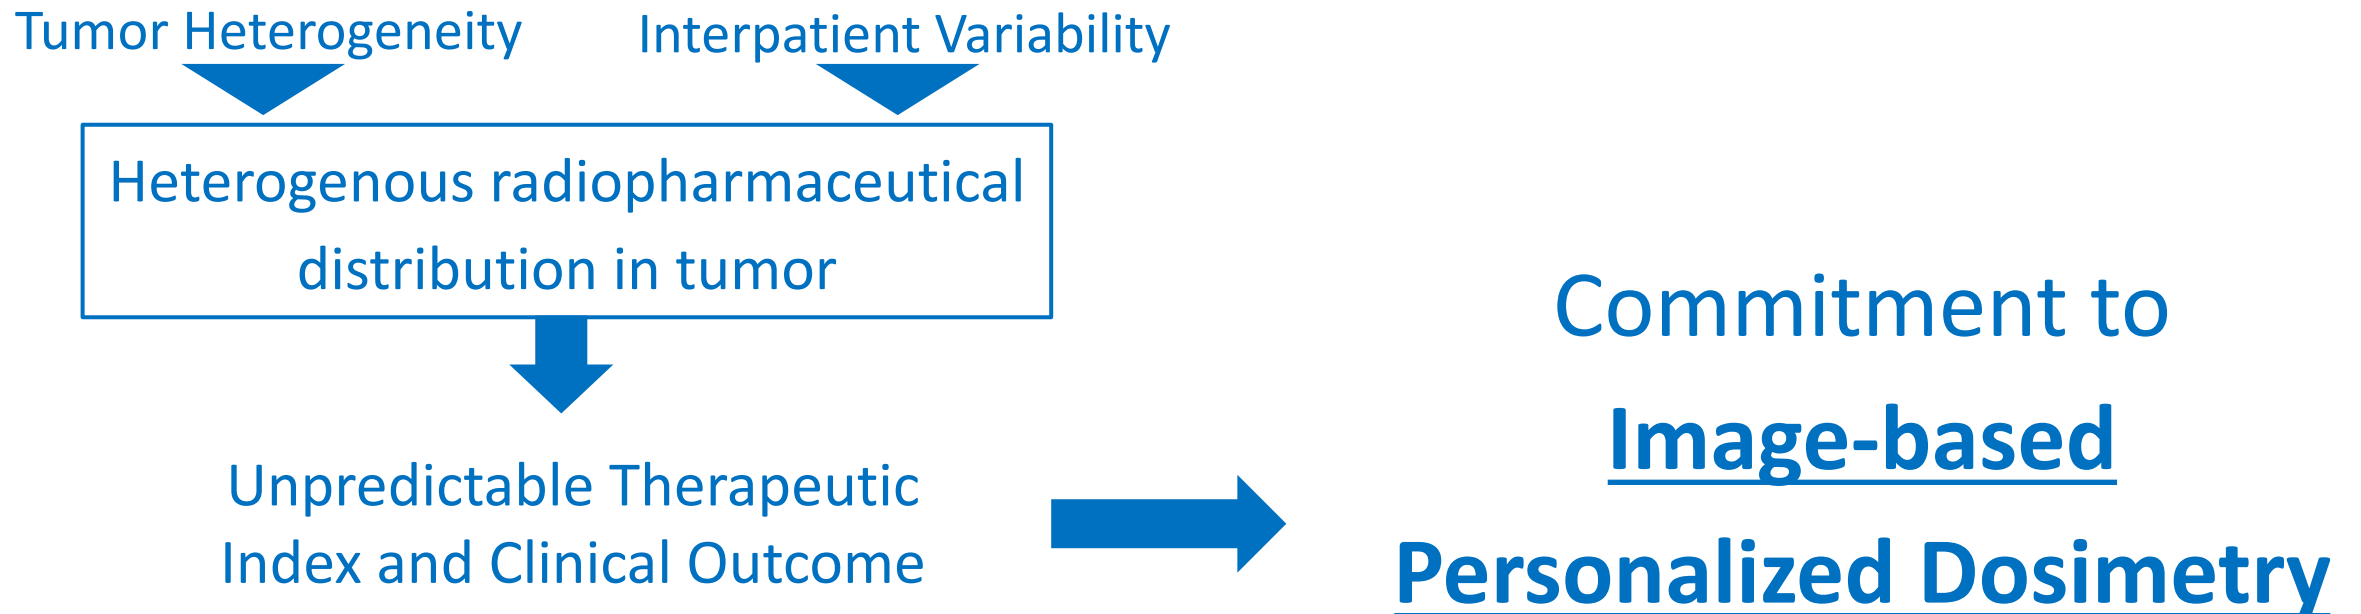 Tumor Heterogeneity
Interpatient Variability
Heterogenous radiopharmaceutical
distribution in tumor
Unpredictable Therapeutic
Index and Clinical Outcome
Commitment to
Image-based
Personalized Dosimetry